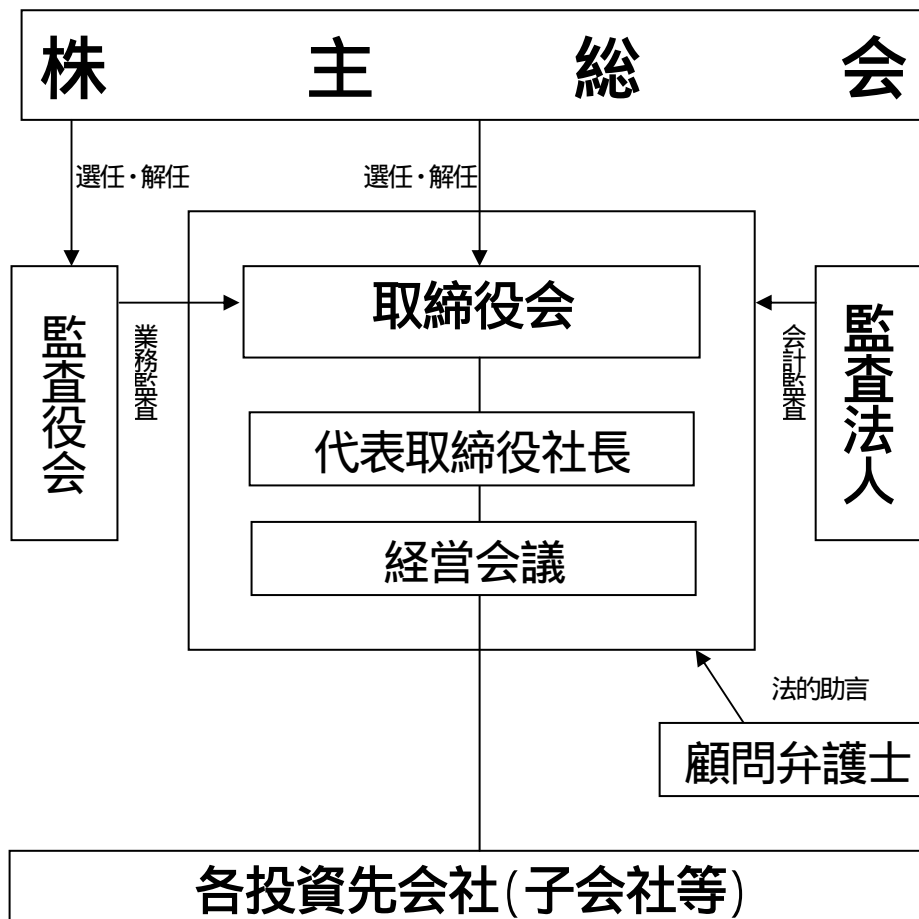 株主総会
選任・解任
選任・解任
取締役会
監査役会
業務監査
会計監査
監査法人
代表取締役社長
経営会議
法的助言
顧問弁護士
各投資先会社(子会社等)